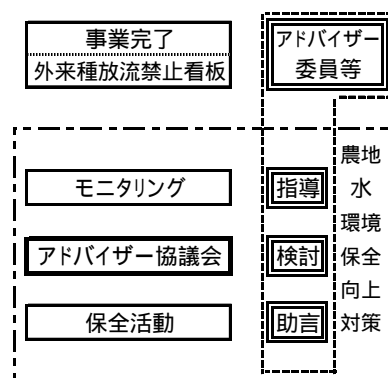 事業完了
外来種放流禁止看板
アドバイザー
委員等
モニタリング
指導
アドバイザー協議会
検討
保全活動
助言
農地
水
環境
保全
向上
対策